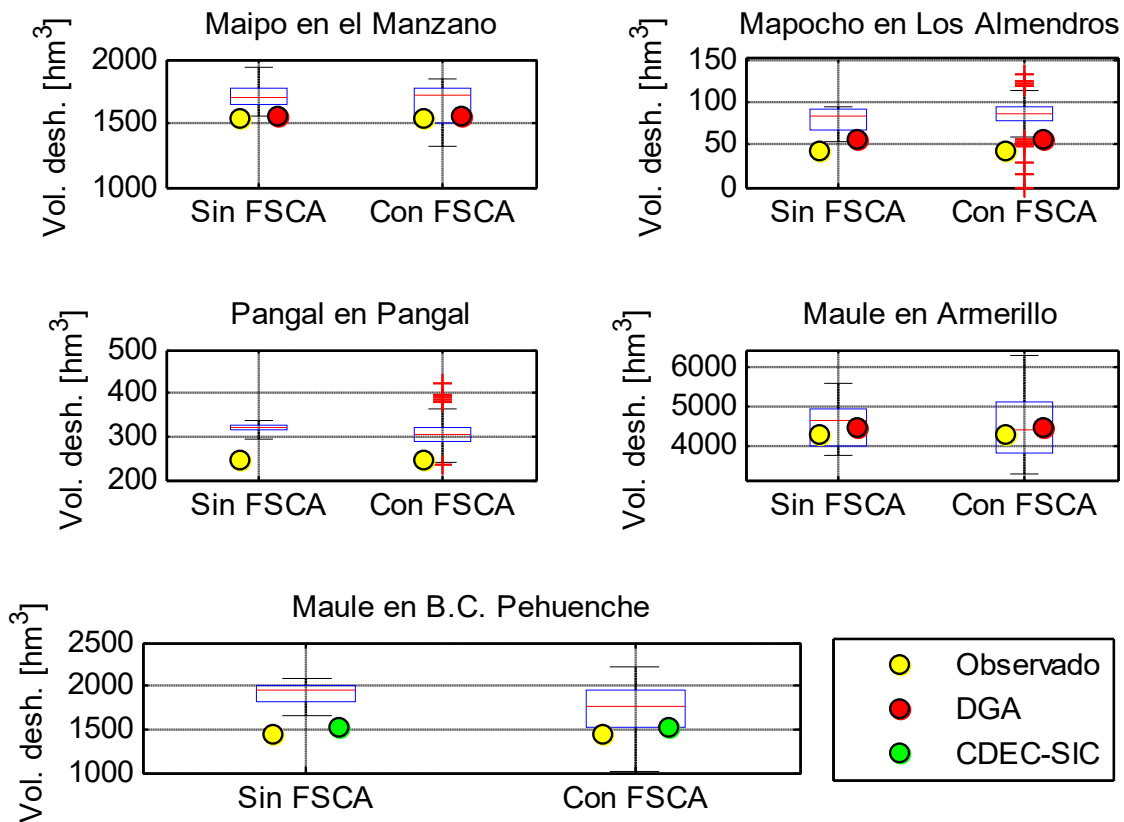 Maipo en el Manzano
Vol. desh. [hm³]
2000
1500
1000
Sin FSCA Con FSCA
Mapocho en Los Almendros
Vol. desh. [hm³]
150
100
50
0
Sin FSCA Con FSCA
Pangal en Pangal
Vol. desh. [hm³]
500
400
300
200
Sin FSCA Con FSCA
Maule en Armerillo
Vol. desh. [hm³]
6000
5000
4000
Sin FSCA Con FSCA
Maule en B.C. Pehuenche
Vol. desh. [hm³]
2500
2000
1500
1000
Sin FSCA Con FSCA
Observado
DGA
CDEC-SIC